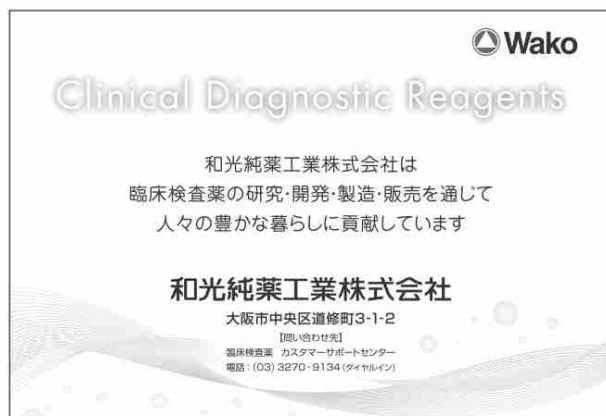 Wako
Clinical Diagnostic Reagents
和光純薬工業株式会社は
臨床検査薬の研究・開発・製造・販売を通じて
人々の豊かな暮らしに貢献しています
和光純薬工業株式会社
大阪市中央区道修町3-1-2
【問い合わせ先】
臨床検査薬 カスタマーサポートセンター
電話:(03) 3270-9134(ダイヤルイン)